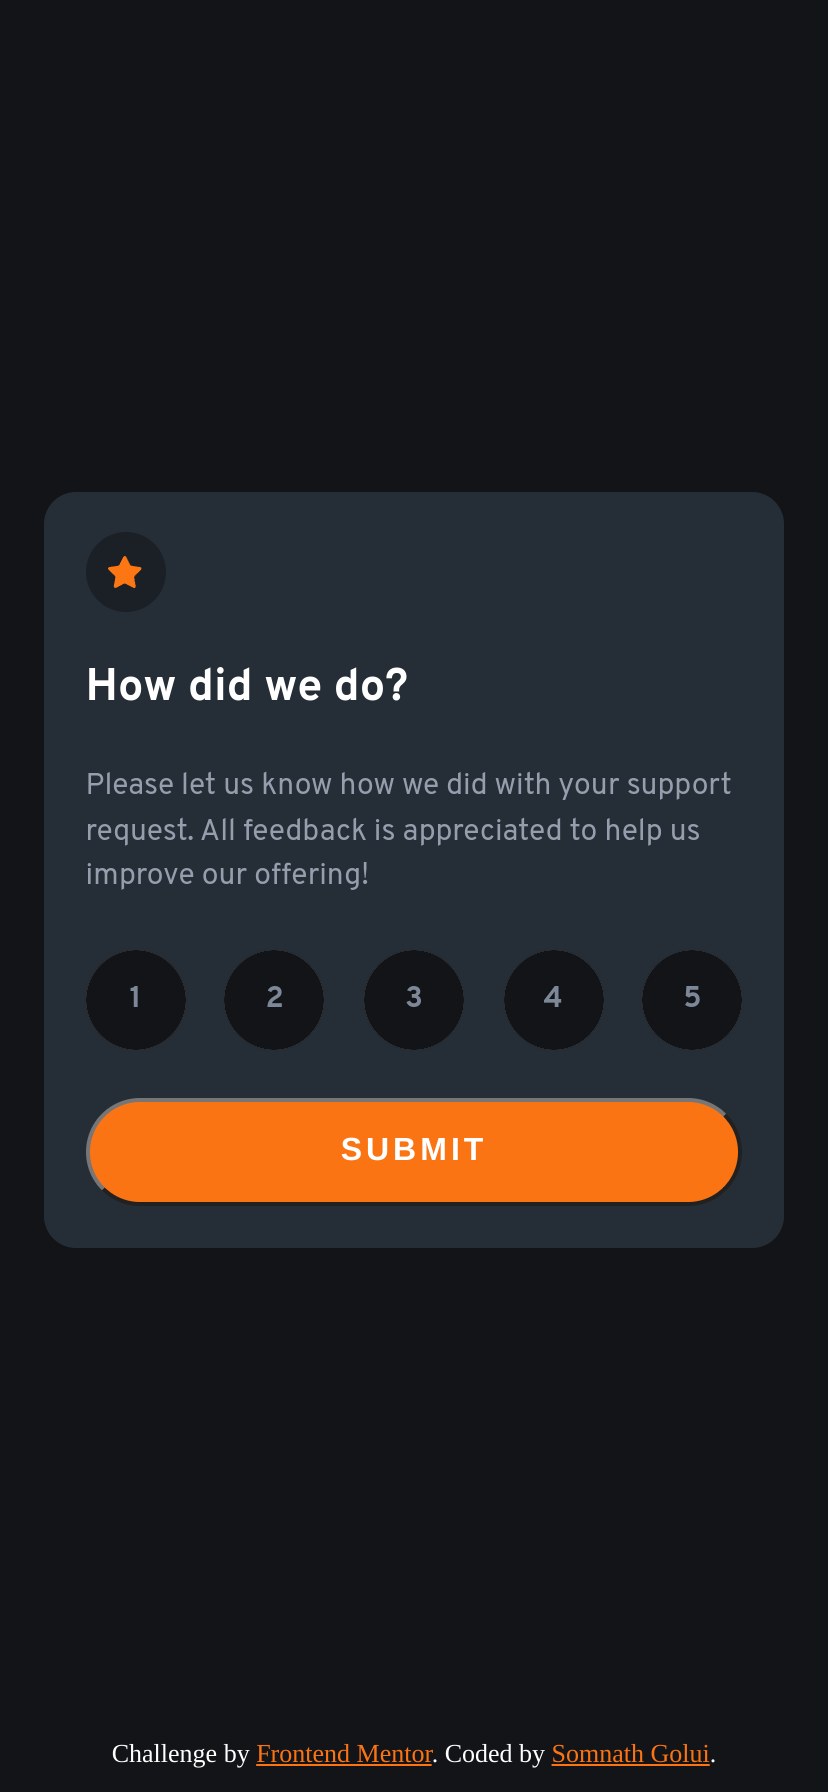 How did we do?
Please let us know how we did with your support
request. All feedback is appreciated to help us
improve our offering!
1 2 3 4 5
SUBMIT
Challenge by Frontend Mentor. Coded by Somnath Golui.